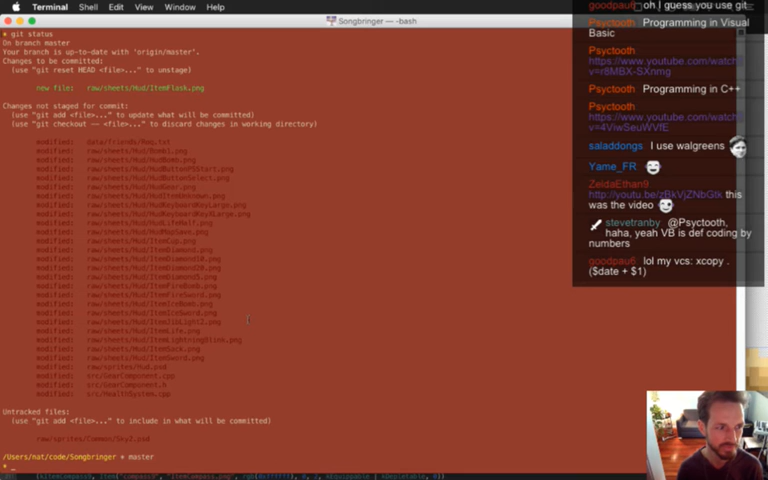 Terminal Shell Edit View Window Help
Songbringer — -bash
git status
On branch master
Your branch is up-to-date with 'origin/master'.
Changes to be committed:
(use "git reset HEAD <file>..." to unstage)
new file: raw/sheets/Hud/ItemFlask.png
Changes not staged for commit:
(use "git add <file>..." to update what will be committed)
(use "git checkout -- <file>..." to discard changes in working directory)
modified: data/friends/Roq.txt
modified: raw/sheets/Hud/Bomb1.png
modified: raw/sheets/Hud/HudBomb.png
modified: raw/sheets/Hud/HudButtonPSStart.png
modified: raw/sheets/Hud/HudButtonSelect.png
modified: raw/sheets/Hud/HudGear.png
modified: raw/sheets/Hud/HudItemUnknown.png
modified: raw/sheets/Hud/HudKeyboardKeyLarge.png
modified: raw/sheets/Hud/HudKeyboardKeyXLarge.png
modified: raw/sheets/Hud/HudLifeHalf.png
modified: raw/sheets/Hud/HudMapSave.png
modified: raw/sheets/Hud/ItemCup.png
modified: raw/sheets/Hud/ItemDiamond.png
modified: raw/sheets/Hud/ItemDiamond10.png
modified: raw/sheets/Hud/ItemDiamond20.png
modified: raw/sheets/Hud/ItemDiamond5.png
modified: raw/sheets/Hud/ItemFireBomb.png
modified: raw/sheets/Hud/ItemFireSword.png
modified: raw/sheets/Hud/ItemIceBomb.png
modified: raw/sheets/Hud/ItemIceSword.png
modified: raw/sheets/Hud/ItemJibLight2.png
modified: raw/sheets/Hud/ItemLife.png
modified: raw/sheets/Hud/ItemLightningStick.png
modified: raw/sheets/Hud/ItemSack.png
modified: raw/sheets/Hud/ItemSword.png
modified: raw/sprites/Hud.psd
modified: src/GearComponent.cpp
modified: src/GearComponent.h
modified: src/HealthSystem.cpp
Untracked files:
(use "git add <file>..." to include in what will be committed)
raw/sprites/Common/Sky2.psd
/Users/nat/code/Songbringer * master
goodpau6 oh I guess you use git
Psyctooth Programming in Visual
Basic
Psyctooth
https://www.youtube.com/watch?
v=r8MBX-SXnmg
Psyctooth Programming in C++
Psyctooth
https://www.youtube.com/watch?
v=4ViwSeuWVfE
saladdongs I use walgreens
Yame_FR
ZeldaEthan9
http://youtu.be/zBkVjZNbGtk this
was the video
stevetranby @Psyctooth,
haha, yeah VB is def coding by
numbers
goodpau6 lol my vcs: xcopy .
($date + $1)